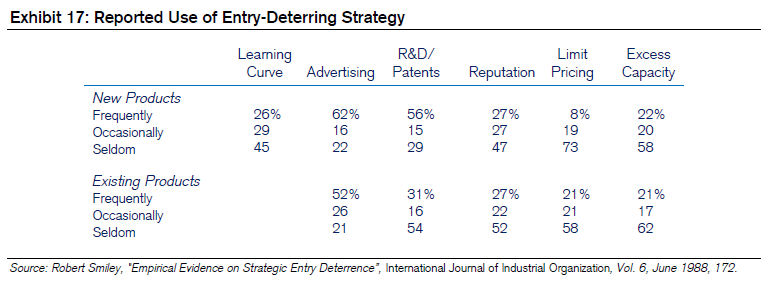 Exhibit 17: Reported Use of Entry-Deterring Strategy
Learning Curve Advertising R&D/ Patents Reputation Limit Pricing Excess Capacity
New Products
Frequently 26% 62% 56% 27% 8% 22%
Occasionally 29 16 15 27 19 20
Seldom 45 22 29 47 73 58
Existing Products
Frequently 52% 31% 27% 21% 21%
Occasionally 26 16 22 21 17
Seldom 21 54 52 58 62
Source: Robert Smiley, "Empirical Evidence on Strategic Entry Deterrence", International Journal of Industrial Organization, Vol. 6, June 1988, 172.